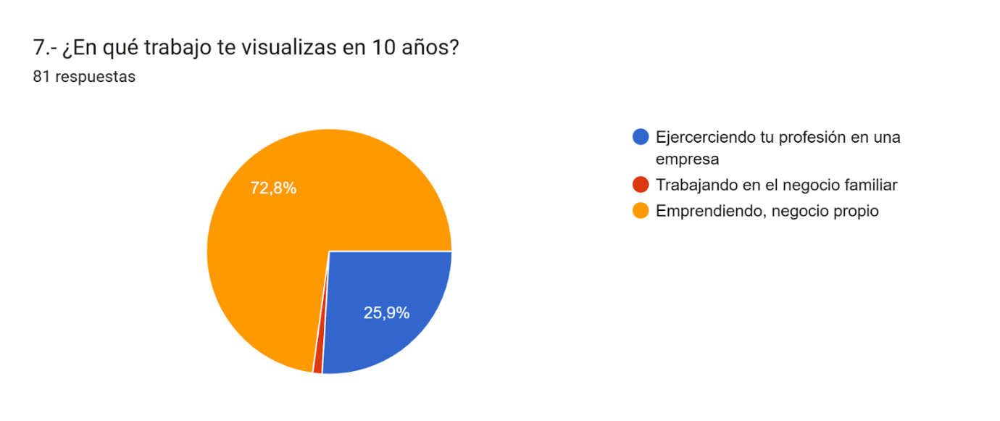 7.- ¿En qué trabajo te visualizas en 10 años?
81 respuestas
72,8%
25,9%
Ejercerciendo tu profesión en una
empresa
Trabajando en el negocio familiar
Emprendiendo, negocio propio